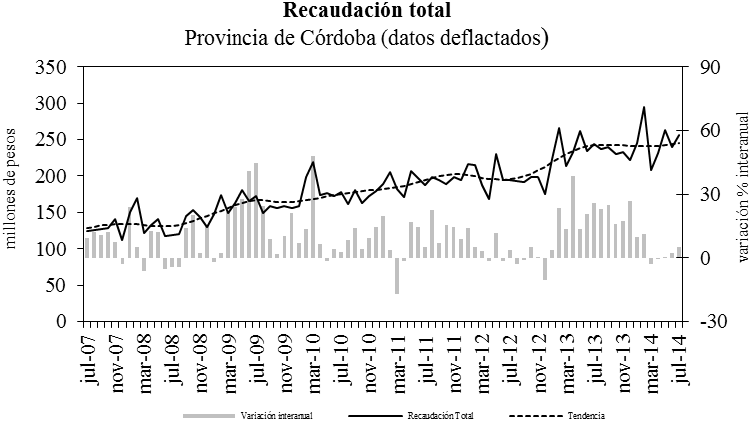 Recaudación total
Provincia de Córdoba (datos deflactados)
350
300
250
200
150
100
50
0
millones de pesos
90
60
30
0
-30
variación % interanual
jul-07
nov-07
mar-08
jul-08
nov-08
mar-09
jul-09
nov-09
mar-10
jul-10
nov-10
mar-11
jul-11
nov-11
mar-12
jul-12
nov-12
mar-13
jul-13
nov-13
mar-14
jul-14
Variación interanual
Recaudación Total
Tendencia